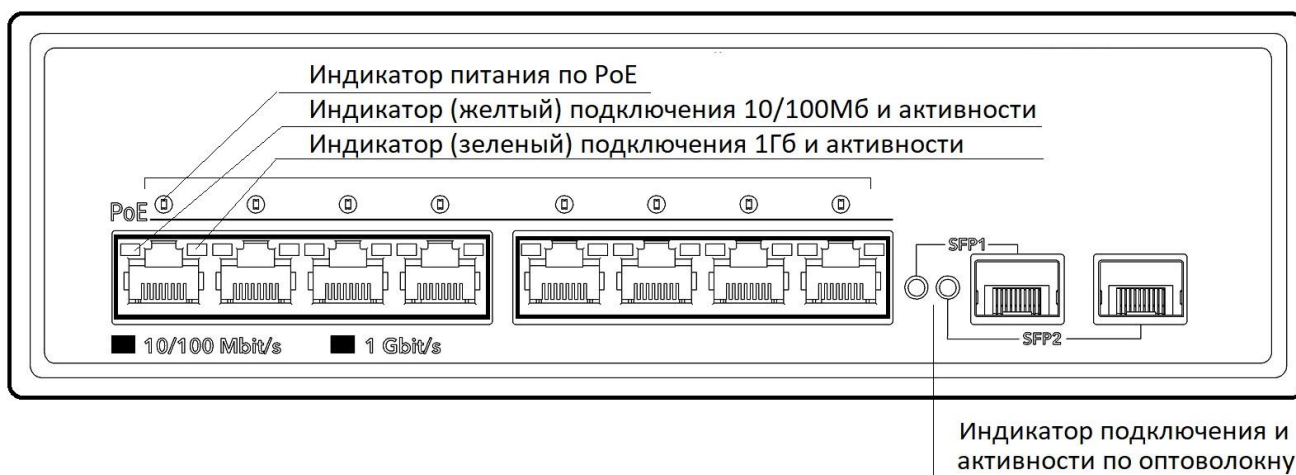 Индикатор питания по PoE
Индикатор (желтый) подключения 10/100Мб и активности
Индикатор (зеленый) подключения 1Гб и активности
PoE
SFP1
SFP2
10/100 Mbit/s
1 Gbit/s
Индикатор подключения и
активности по оптоволокну